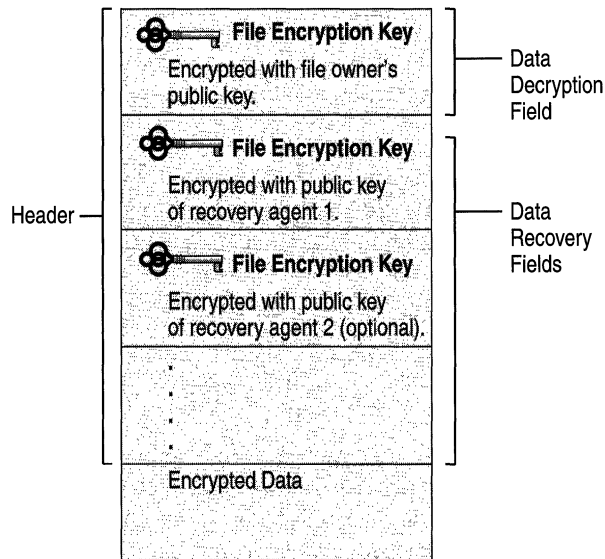 File Encryption Key
Encrypted with file owner's
public key.
Data
Decryption
Field
File Encryption Key
Encrypted with public key
of recovery agent 1.
Header
Data
Recovery
Fields
File Encryption Key
Encrypted with public key
of recovery agent 2 (optional).
Encrypted Data